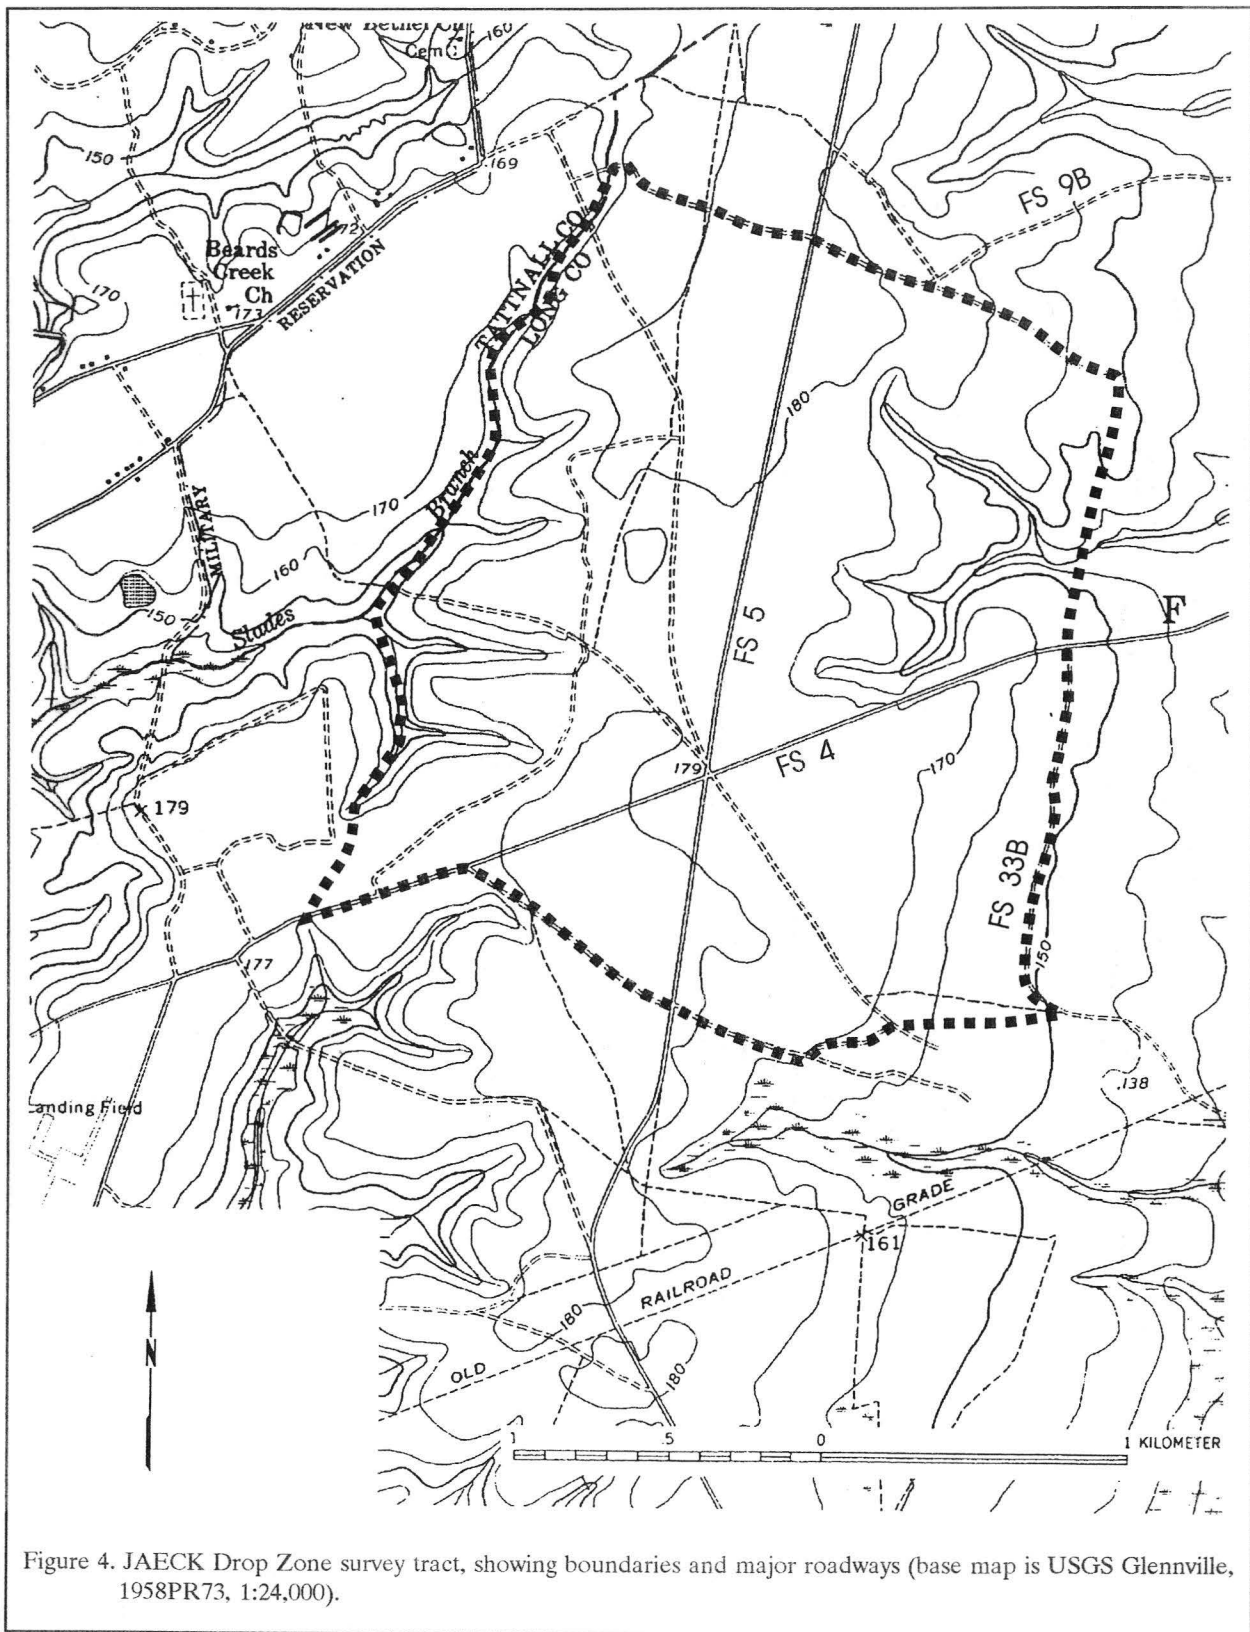 New Bethel Ch
Cem
160
150
169
FS 9B
72
Beards
Creek
Ch
173
RESERVATION
170
TATTNALL CO
LONG CO
180
170
Branch
MILITARY
160
150
Slades
FS 5
F
179
FS 4
170
179
FS 33B
150
177
.138
Landing Field
GRADE
161
RAILROAD
180
OLD
180
N
1
.5
0
1 KILOMETER
Figure 4. JAECK Drop Zone survey tract, showing boundaries and major roadways (base map is USGS Glennville,
1958PR73, 1:24,000).